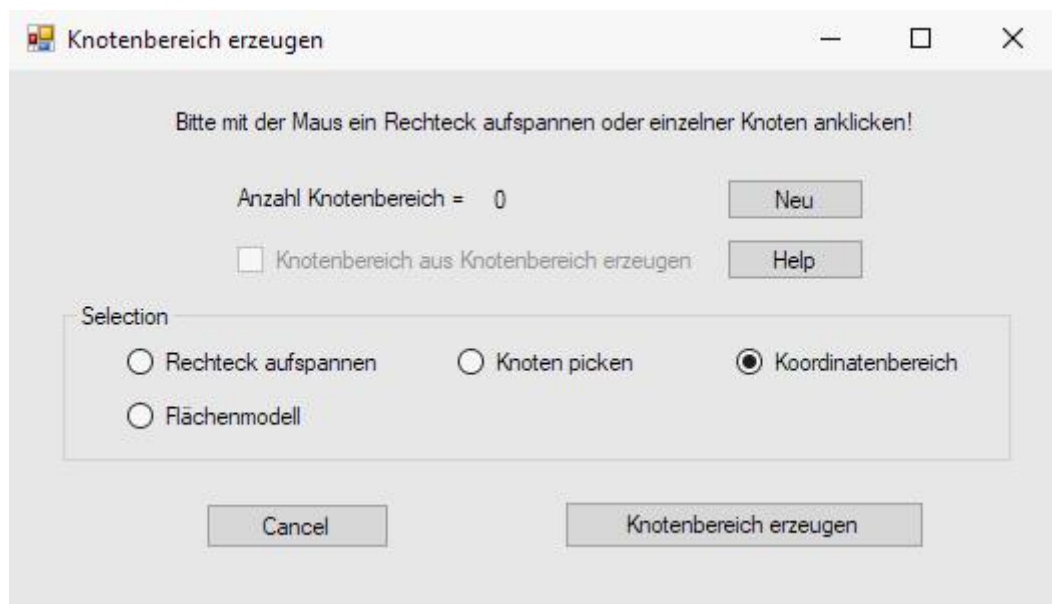 Knotenbereich erzeugen
Bitte mit der Maus ein Rechteck aufspannen oder einzelner Knoten anklicken!
Anzahl Knotenbereich = 0 Neu
Knotenbereich aus Knotenbereich erzeugen Help
Selection
Rechteck aufspannen Knoten picken Koordinatenbereich
Flächenmodell
Cancel Knotenbereich erzeugen